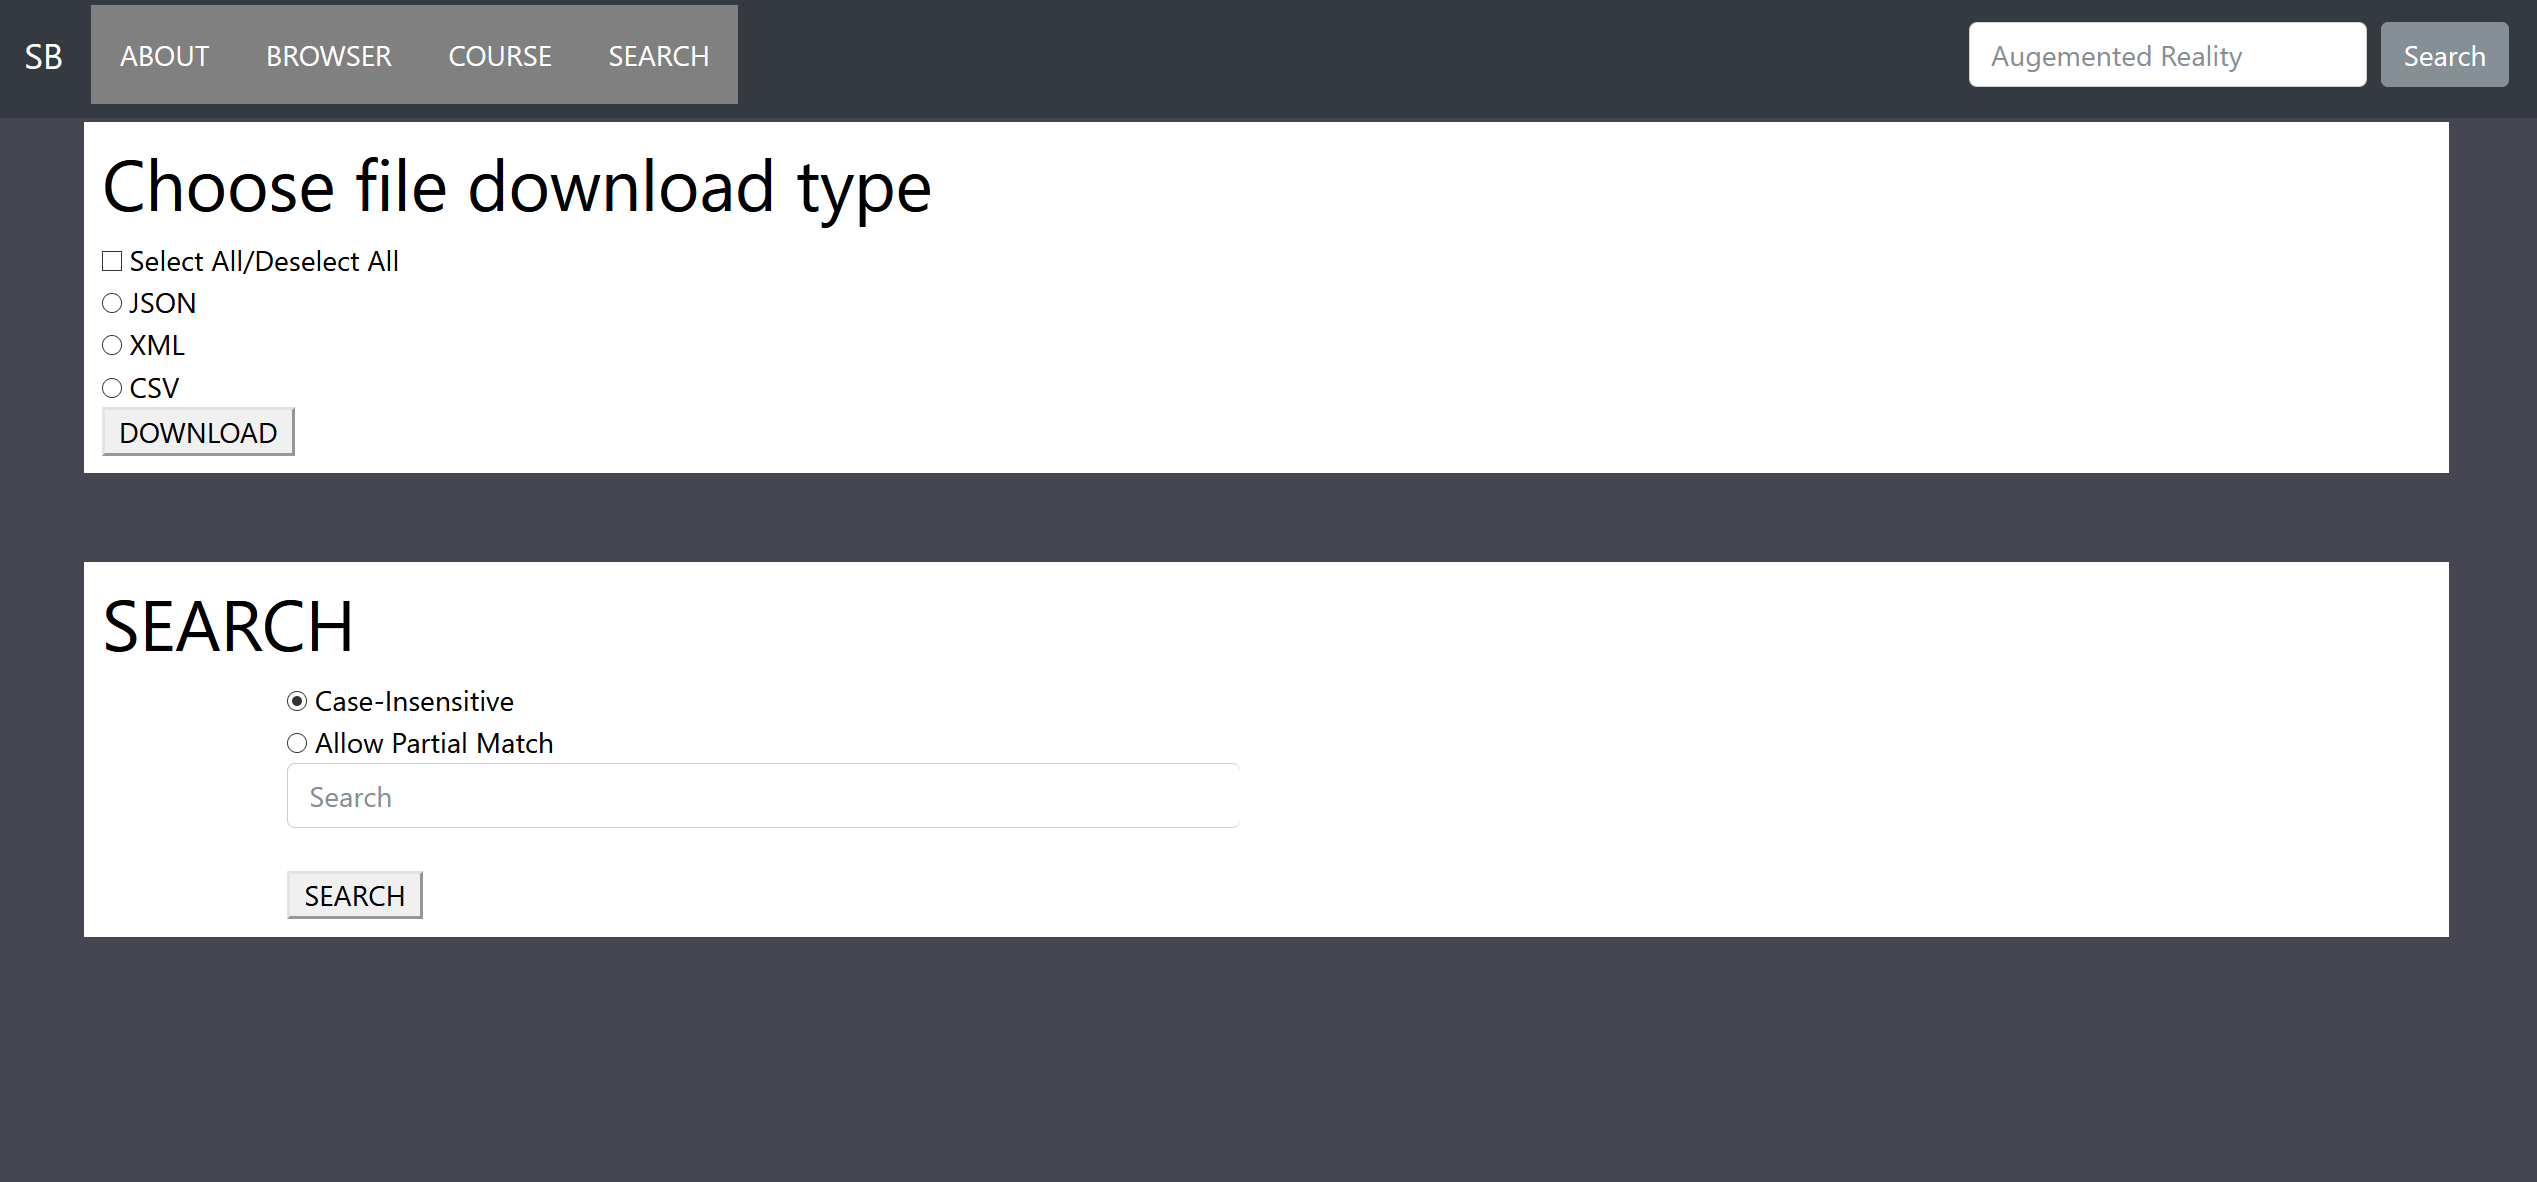 SB ABOUT BROWSER COURSE SEARCH Augemented Reality Search
Choose file download type
Select All/Deselect All
JSON
XML
CSV
DOWNLOAD
SEARCH
Case-Insensitive
Allow Partial Match
Search
SEARCH